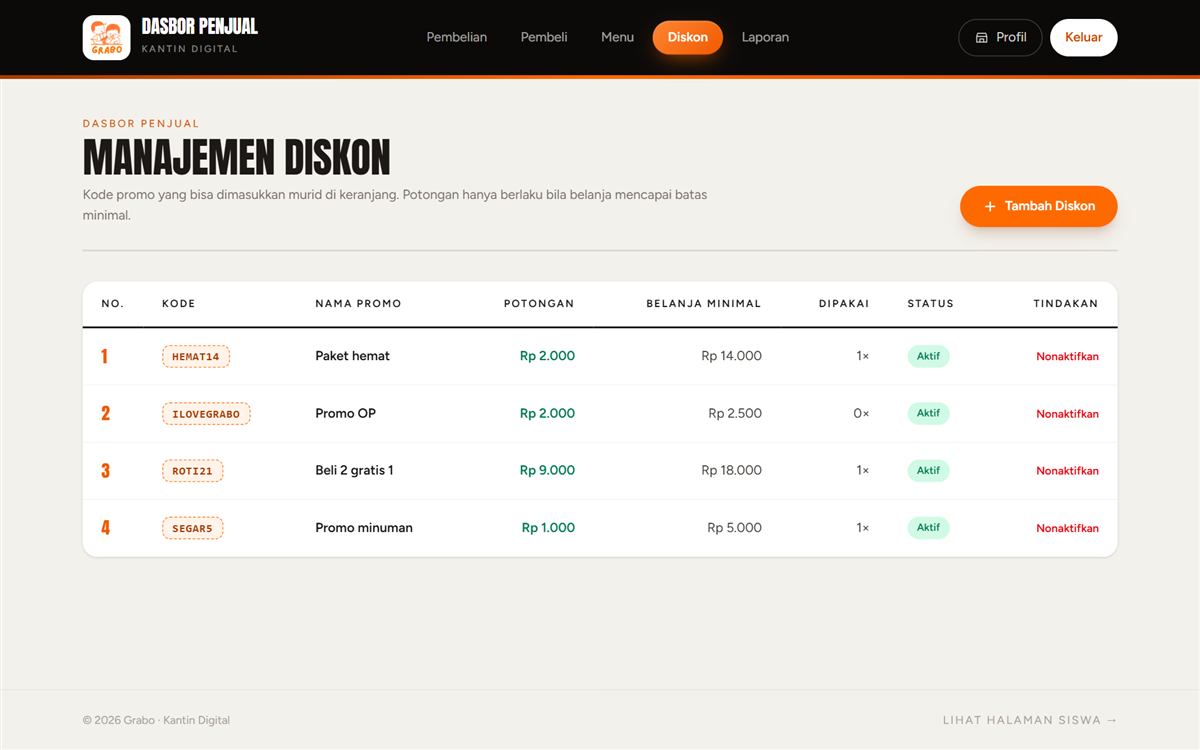 GRABO
DASBOR PENJUAL
KANTIN DIGITAL
Pembelian
Pembeli
Menu
Diskon
Laporan
Profil
Keluar
DASBOR PENJUAL
MANAJEMEN DISKON
Kode promo yang bisa dimasukkan murid di keranjang. Potongan hanya berlaku bila belanja mencapai batas
minimal.
+ Tambah Diskon
NO. KODE NAMA PROMO POTONGAN BELANJA MINIMAL DIPAKAI STATUS TINDAKAN
1 HEMAT14 Paket hemat Rp 2.000 Rp 14.000 1× Aktif Nonaktifkan
2 ILOVEGRABO Promo OP Rp 2.000 Rp 2.500 0× Aktif Nonaktifkan
3 ROTI21 Beli 2 gratis 1 Rp 9.000 Rp 18.000 1× Aktif Nonaktifkan
4 SEGAR5 Promo minuman Rp 1.000 Rp 5.000 1× Aktif Nonaktifkan
© 2026 Grabo · Kantin Digital
LIHAT HALAMAN SISWA →